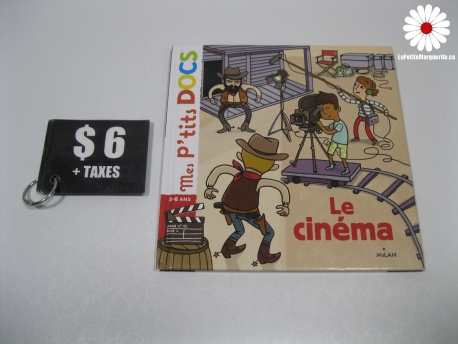 LaPetiteMarguerite.ca
$6
+ TAXES
Mes p'tits DOCS
3-6 ANS
Le
cinéma
MiLAN